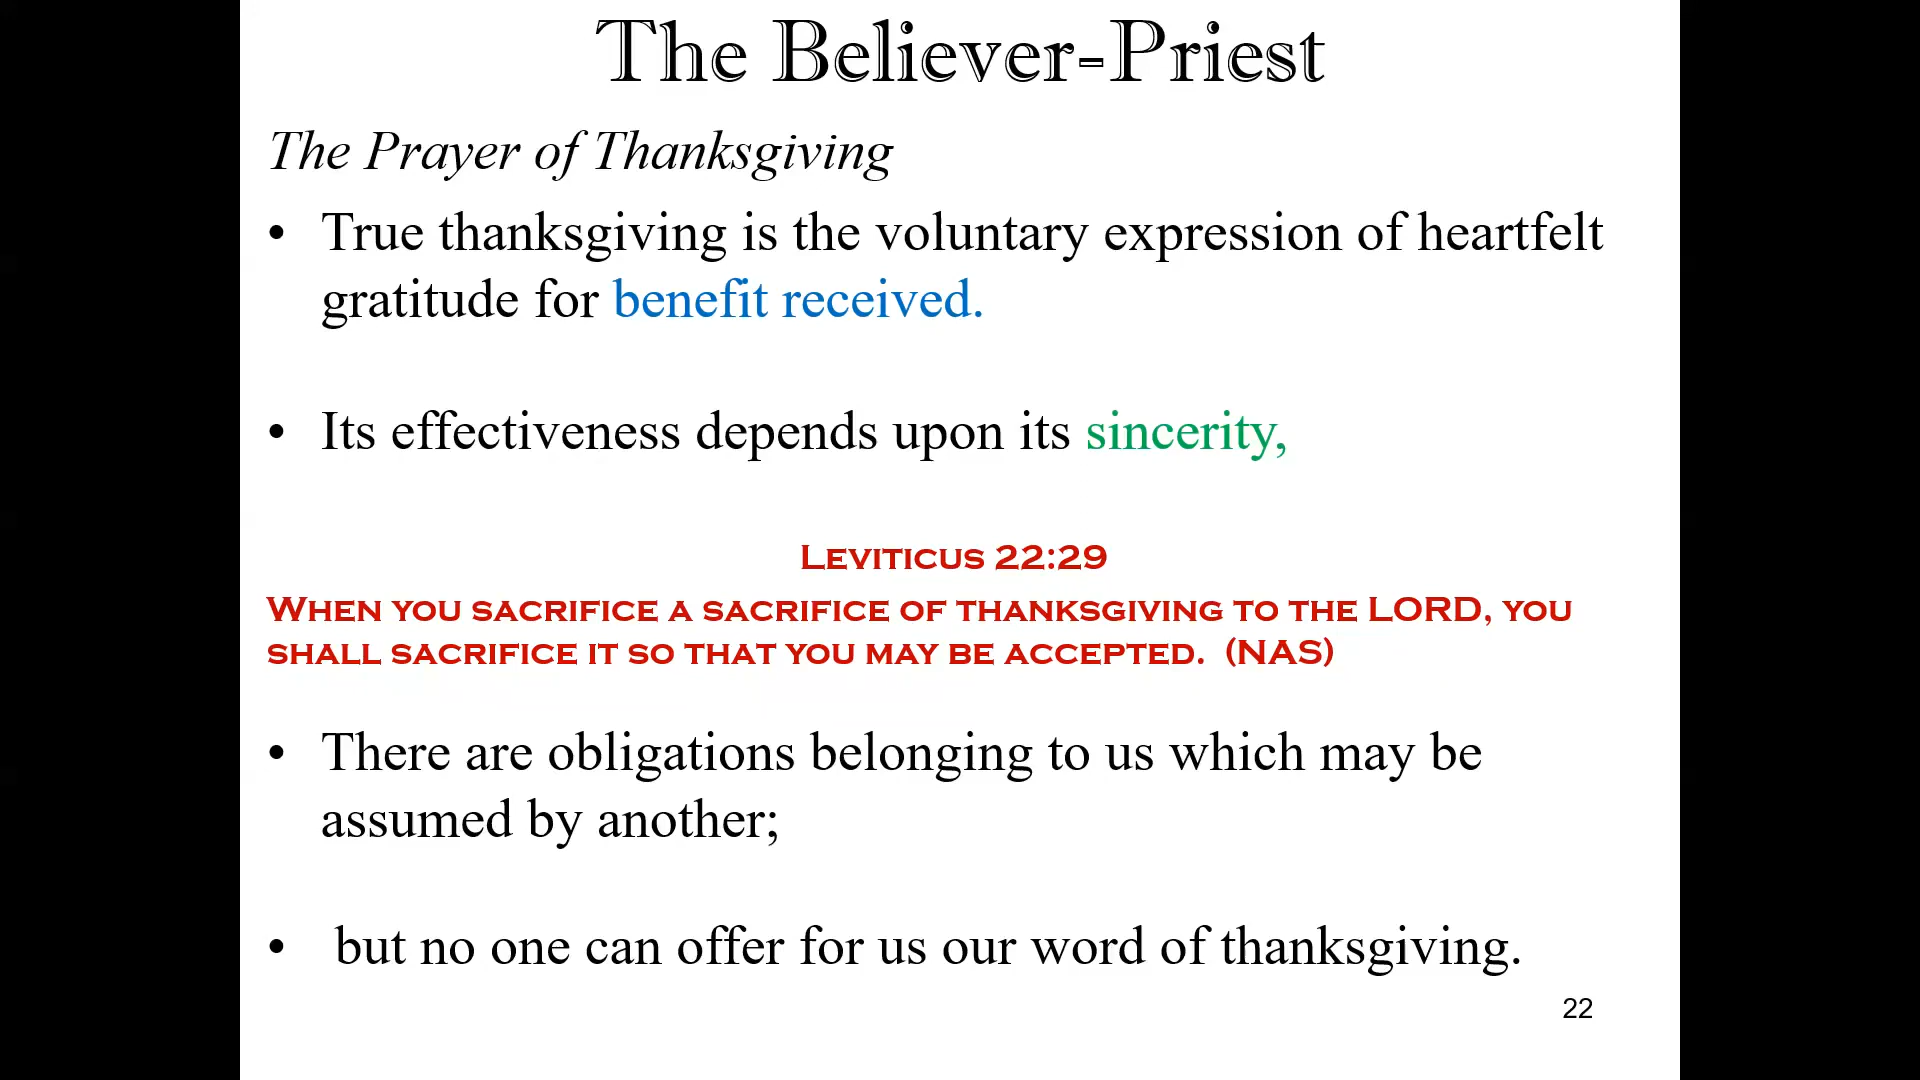 The Believer-Priest
The Prayer of Thanksgiving
• True thanksgiving is the voluntary expression of heartfelt
gratitude for benefit received.
• Its effectiveness depends upon its sincerity,
Leviticus 22:29
When you sacrifice a sacrifice of thanksgiving to the LORD, you
shall sacrifice it so that you may be accepted. (NAS)
• There are obligations belonging to us which may be
assumed by another;
• but no one can offer for us our word of thanksgiving.
22